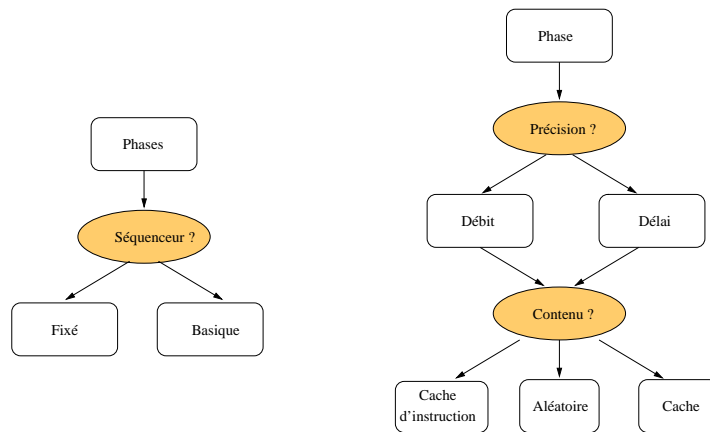 Phases
Séquenceur ?
Fixé
Basique
Phase
Précision ?
Débit
Délai
Contenu ?
Cache
d’instruction
Aléatoire
Cache